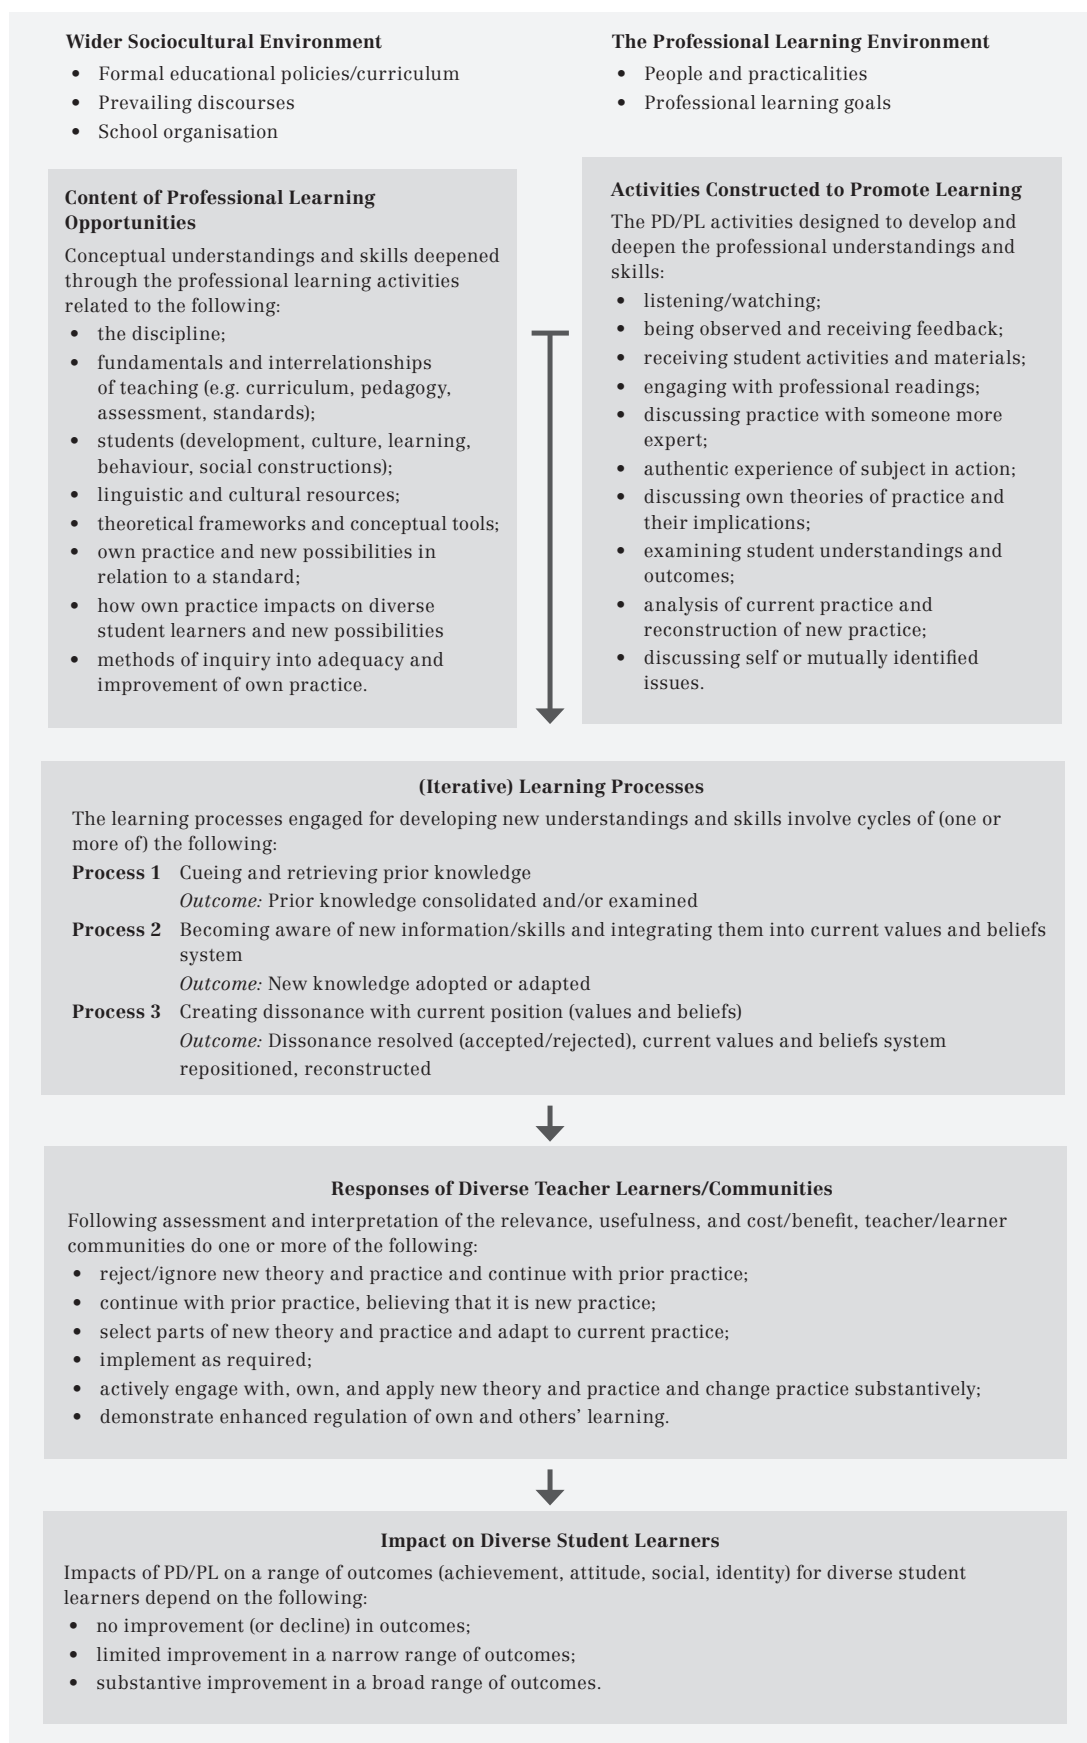 Wider Sociocultural Environment
• Formal educational policies/curriculum
• Prevailing discourses
• School organisation
The Professional Learning Environment
• People and practicalities
• Professional learning goals
Content of Professional Learning
Opportunities
Conceptual understandings and skills deepened
through the professional learning activities
related to the following:
• the discipline;
• fundamentals and interrelationships
of teaching (e.g. curriculum, pedagogy,
assessment, standards);
• students (development, culture, learning,
behaviour, social constructions);
• linguistic and cultural resources;
• theoretical frameworks and conceptual tools;
• own practice and new possibilities in
relation to a standard;
• how own practice impacts on diverse
student learners and new possibilities
• methods of inquiry into adequacy and
improvement of own practice.
Activities Constructed to Promote Learning
The PD/PL activities designed to develop and
deepen the professional understandings and
skills:
• listening/watching;
• being observed and receiving feedback;
• receiving student activities and materials;
• engaging with professional readings;
• discussing practice with someone more
expert;
• authentic experience of subject in action;
• discussing own theories of practice and
their implications;
• examining student understandings and
outcomes;
• analysis of current practice and
reconstruction of new practice;
• discussing self or mutually identified
issues.
(Iterative) Learning Processes
The learning processes engaged for developing new understandings and skills involve cycles of (one or
more of) the following:
Process 1 Cueing and retrieving prior knowledge
Outcome: Prior knowledge consolidated and/or examined
Process 2 Becoming aware of new information/skills and integrating them into current values and beliefs
system
Outcome: New knowledge adopted or adapted
Process 3 Creating dissonance with current position (values and beliefs)
Outcome: Dissonance resolved (accepted/rejected), current values and beliefs system
repositioned, reconstructed
Responses of Diverse Teacher Learners/Communities
Following assessment and interpretation of the relevance, usefulness, and cost/benefit, teacher/learner
communities do one or more of the following:
• reject/ignore new theory and practice and continue with prior practice;
• continue with prior practice, believing that it is new practice;
• select parts of new theory and practice and adapt to current practice;
• implement as required;
• actively engage with, own, and apply new theory and practice and change practice substantively;
• demonstrate enhanced regulation of own and others’ learning.
Impact on Diverse Student Learners
Impacts of PD/PL on a range of outcomes (achievement, attitude, social, identity) for diverse student
learners depend on the following:
• no improvement (or decline) in outcomes;
• limited improvement in a narrow range of outcomes;
• substantive improvement in a broad range of outcomes.